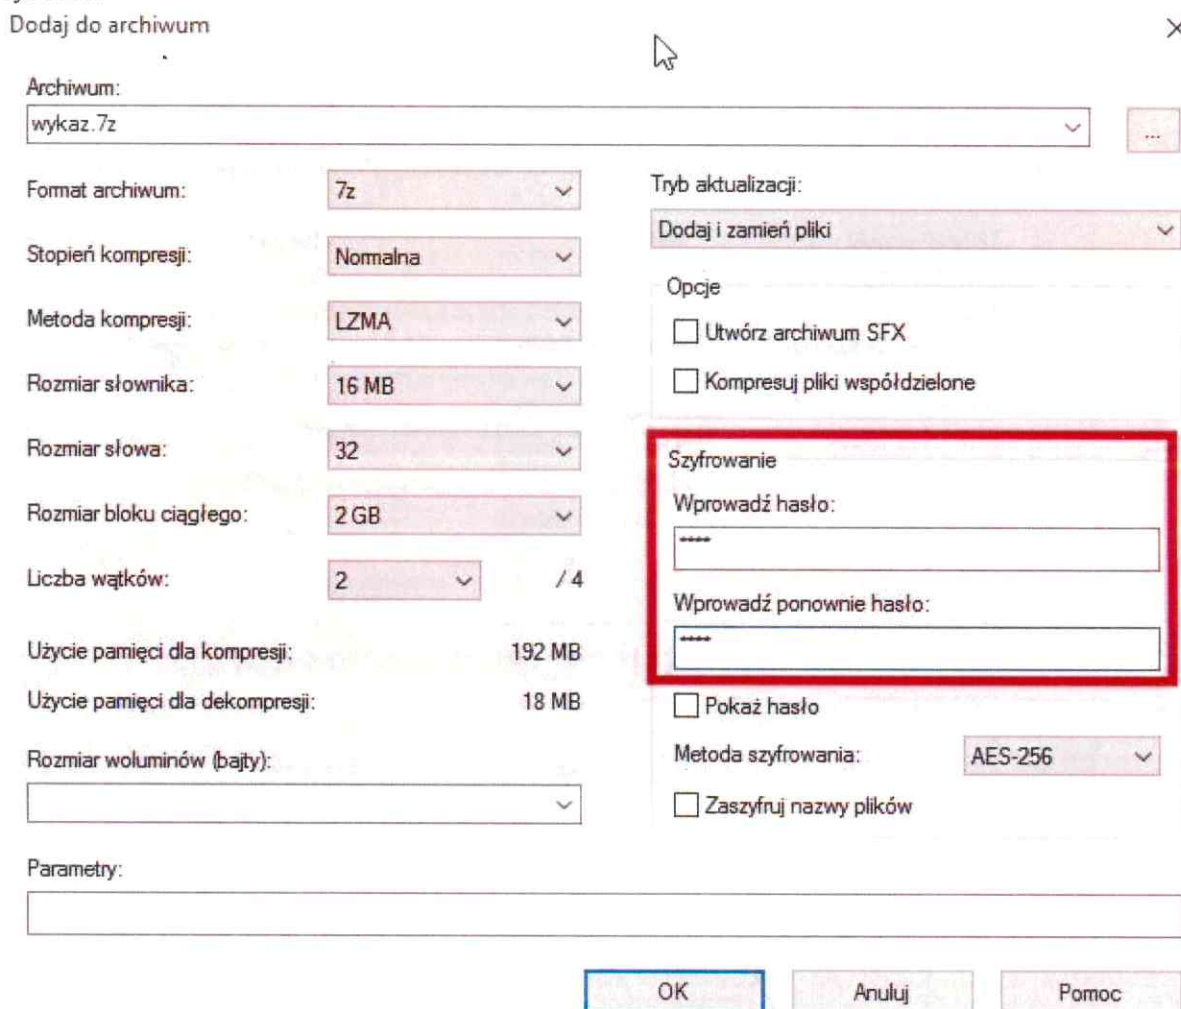 Dodaj do archiwum
Archiwum:
wykaz.7z
...
Format archiwum: 7z
Stopień kompresji: Normalna
Metoda kompresji: LZMA
Rozmiar słownika: 16 MB
Rozmiar słowa: 32
Rozmiar bloku ciągłego: 2 GB
Liczba wątków: 2 / 4
Użycie pamięci dla kompresji: 192 MB
Użycie pamięci dla dekompresji: 18 MB
Rozmiar woluminów (bajty):
Tryb aktualizacji:
Dodaj i zamień pliki
Opcje
Utwórz archiwum SFX
Kompresuj pliki współdzielone
Szyfrowanie
Wprowadź hasło:
****
Wprowadź ponownie hasło:
****
Pokaż hasło
Metoda szyfrowania: AES-256
Zaszyfruj nazwy plików
Parametry:
OK Anuluj Pomoc